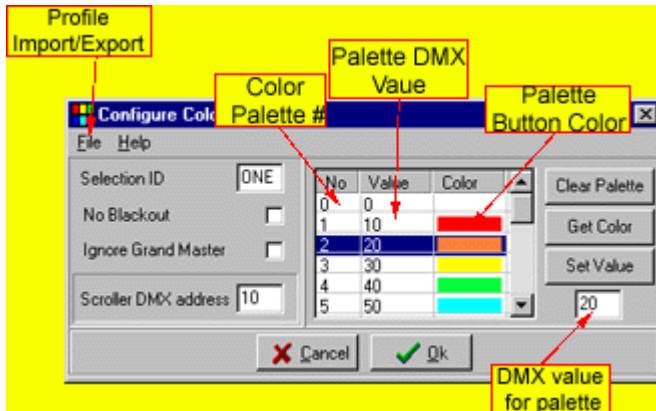 Profile
Import/Export
Palette DMX
Vaue
Color
Palette #
Palette
Button Color
Configure Col
File Help
Selection ID ONE
No Blackout
Ignore Grand Master
Scroller DMX address 10
No Value Color
0 0
1 10
2 20
3 30
4 40
5 50
Clear Palette
Get Color
Set Value
20
Cancel
Ok
DMX value
for palette